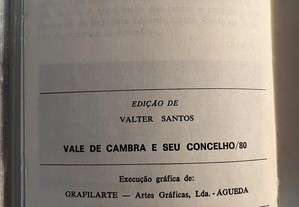 EDIÇÃO DE
VALTER SANTOS
VALE DE CAMBRA E SEU CONCELHO/80
Execução gráfica de:
GRAFILARTE — Artes Gráficas, Lda. - ÁGUEDA